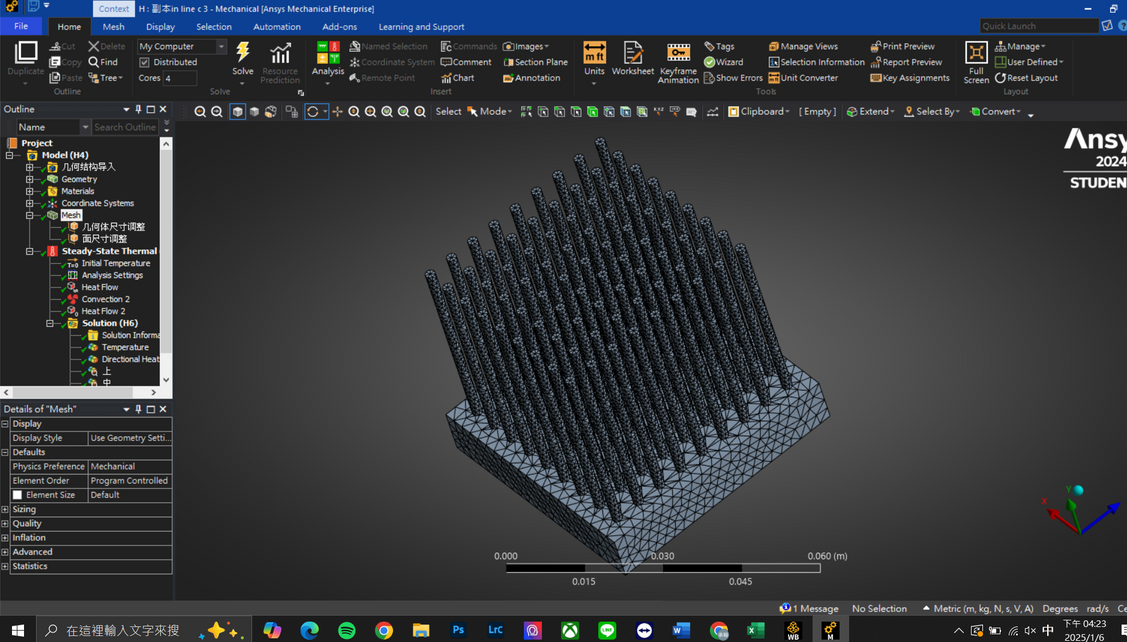 Context H : 副本in line c 3 - Mechanical [Ansys Mechanical Enterprise]
File Home Mesh Display Selection Automation Add-ons Learning and Support Quick Launch
Duplicate Cut Copy Paste Delete Find Tree Outline
My Computer Distributed Cores 4 Solve Resource Prediction Solve
Analysis Named Selection Coordinate System Remote Point Commands Comment Chart Images Section Plane Annotation Insert
Units Worksheet Keyframe Animation Tags Wizard Show Errors Manage Views Selection Information Unit Converter Print Preview Report Preview Key Assignments Tools
Full Screen Manage User Defined Reset Layout Layout
Outline
Name Search Outline
Select Mode Clipboard [ Empty ] Extend Select By Convert
Project
Model (H4)
几何结构导入
Geometry
Materials
Coordinate Systems
Mesh
几何体尺寸调整
面尺寸调整
Steady-State Thermal
Initial Temperature
T=0
Analysis Settings
Heat Flow
Convection 2
Heat Flow 2
Solution (H6)
Solution Informa
Temperature
Directional Heat
上
中
Details of "Mesh"
Display
Display Style Use Geometry Setti...
Defaults
Physics Preference Mechanical
Element Order Program Controlled
Element Size Default
Sizing
Quality
Inflation
Advanced
Statistics
Ansy
2024
STUDEN
0.000 0.030 0.060 (m)
0.015 0.045
X Y
1 Message No Selection Metric (m, kg, N, s, V, A) Degrees rad/s Ce
在這裡輸入文字來搜 Ps LrC LINE W X WB M 中 下午 04:23
2025/1/6